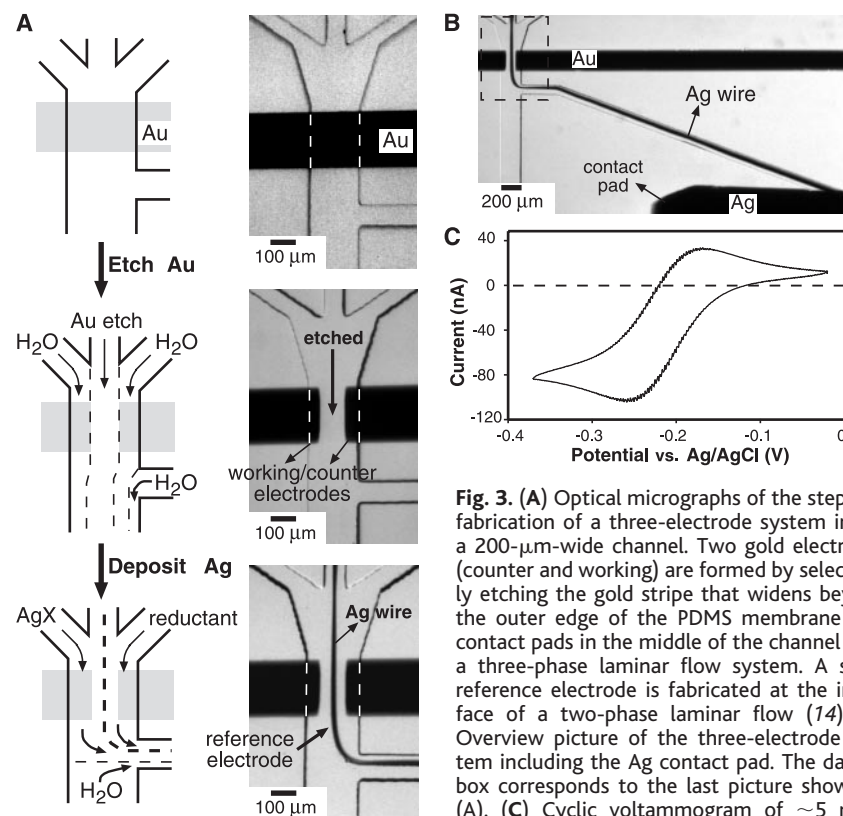 A
Au
Au
100 μm
Etch Au
Au etch
H2O
H2O
H2O
etched
working/counter
electrodes
100 μm
Deposit Ag
AgX
reductant
H2O
Ag wire
reference
electrode
100 μm
B
Au
Ag wire
contact
pad
Ag
200 μm
C
40
0
-40
-80
-120
Current (nA)
-0.4
-0.3
-0.2
-0.1
0
Potential vs. Ag/AgCl (V)
Fig. 3. (A) Optical micrographs of the step
fabrication of a three-electrode system in
a 200-μm-wide channel. Two gold electr
(counter and working) are formed by selec
ly etching the gold stripe that widens bey
the outer edge of the PDMS membrane
contact pads in the middle of the channel
a three-phase laminar flow system. A s
reference electrode is fabricated at the in
face of a two-phase laminar flow (14)
Overview picture of the three-electrode
tem including the Ag contact pad. The da
box corresponds to the last picture show
(A). (C) Cyclic voltammogram of ~5